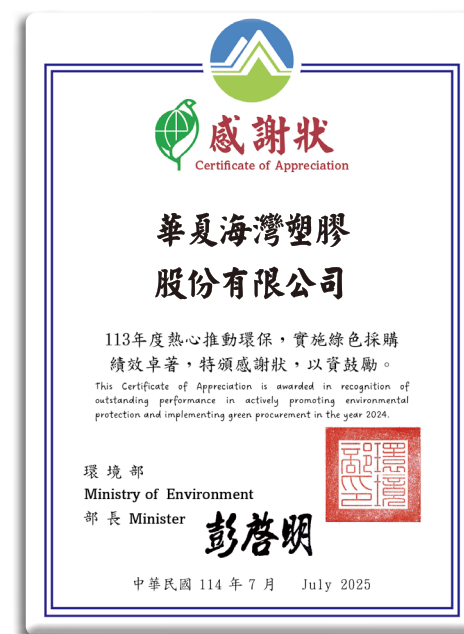 感謝狀
Certificate of Appreciation
華夏海灣塑膠
股份有限公司
113年度熱心推動環保，實施綠色採購
績效卓著，特頒感謝狀，以資鼓勵。
This Certificate of Appreciation is awarded in recognition of
outstanding performance in actively promoting environmental
protection and implementing green procurement in the year 2024.
環境部
Ministry of Environment
部長 Minister 彭啓明
環境部印
中華民國 114 年 7 月 July 2025